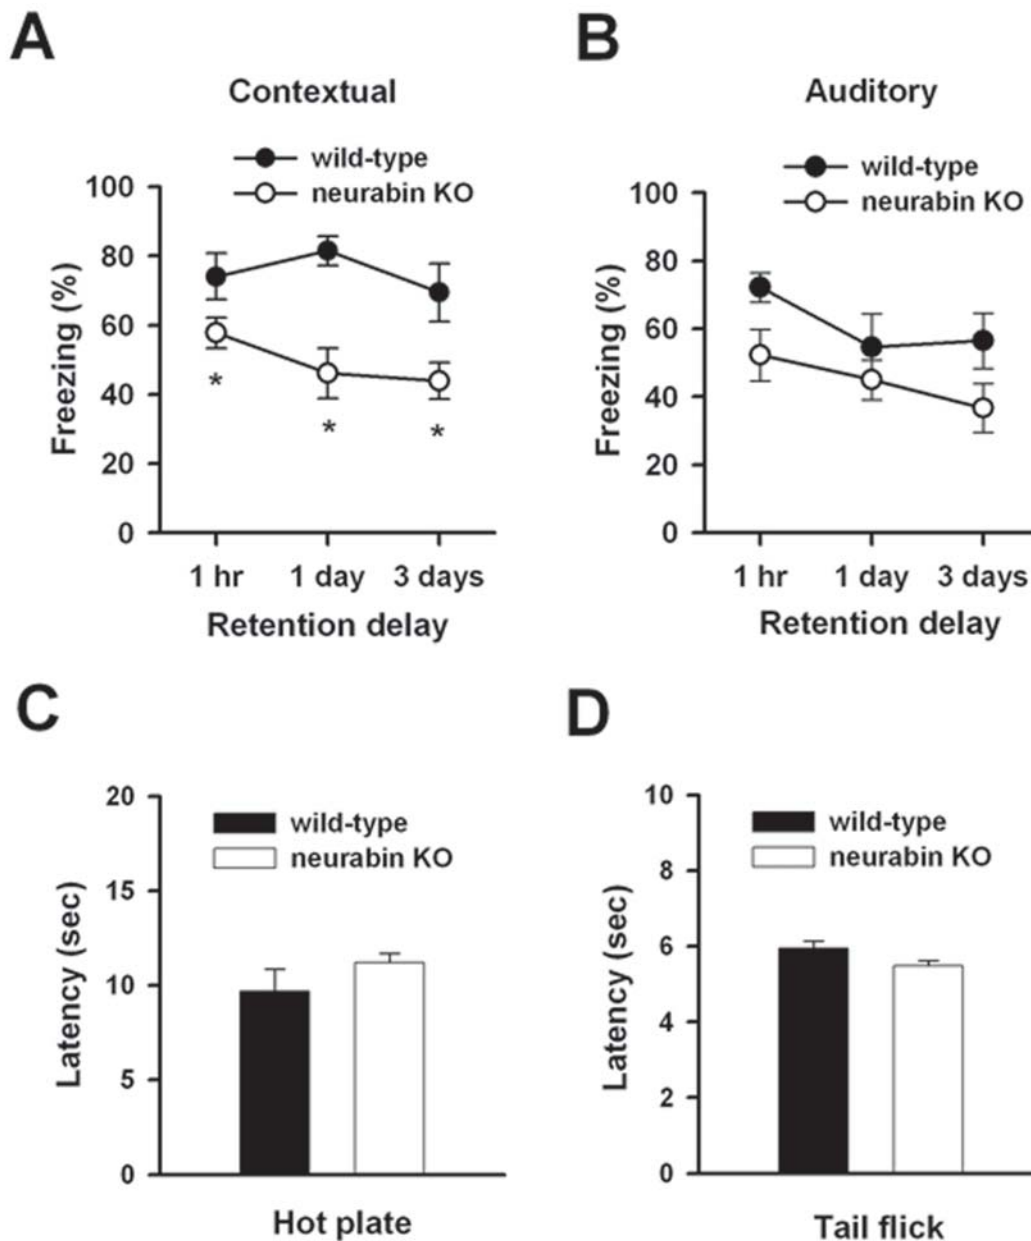 A
Contextual
wild-type
neurabin KO
100
80
60
40
20
0
Freezing (%)
*
*
*
1 hr 1 day 3 days
Retention delay
B
Auditory
wild-type
neurabin KO
100
80
60
40
20
0
Freezing (%)
1 hr 1 day 3 days
Retention delay
C
wild-type
neurabin KO
20
15
10
5
0
Latency (sec)
Hot plate
D
wild-type
neurabin KO
10
8
6
4
2
0
Latency (sec)
Tail flick